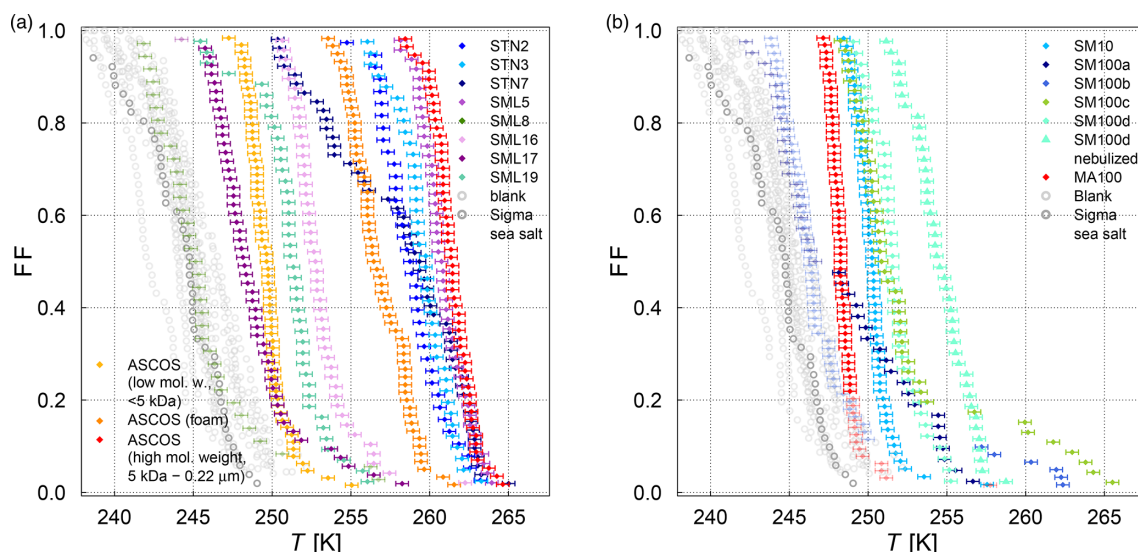 (a)
1.0
0.8
0.6
0.4
0.2
0.0
FF
240
245
250
255
260
265
T [K]
STN2
STN3
STN7
SML5
SML8
SML16
SML17
SML19
blank
Sigma
sea salt
ASCOS
(low mol. w.,
<5 kDa)
ASCOS (foam)
ASCOS
(high mol. weight,
5 kDa − 0.22 µm)
(b)
1.0
0.8
0.6
0.4
0.2
0.0
FF
240
245
250
255
260
265
T [K]
SM10
SM100a
SM100b
SM100c
SM100d
SM100d
nebulized
MA100
Blank
Sigma
sea salt